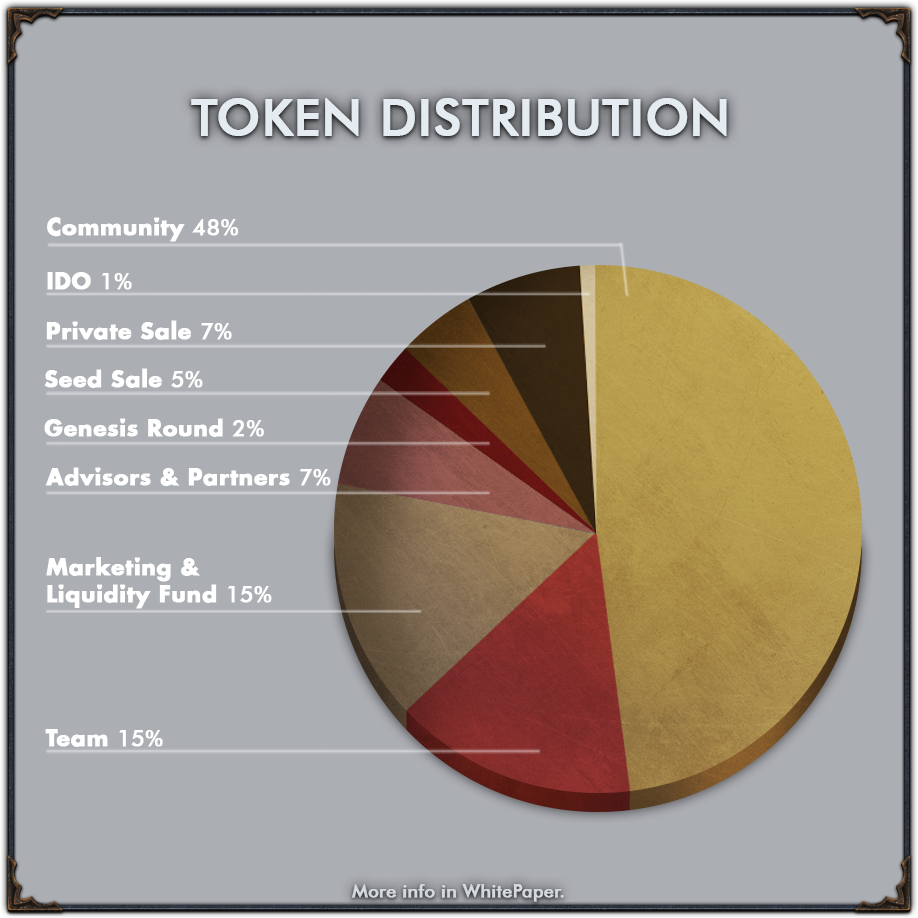 TOKEN DISTRIBUTION
Community 48%
IDO 1%
Private Sale 7%
Seed Sale 5%
Genesis Round 2%
Advisors & Partners 7%
Marketing &
Liquidity Fund 15%
Team 15%
More info in WhitePaper.